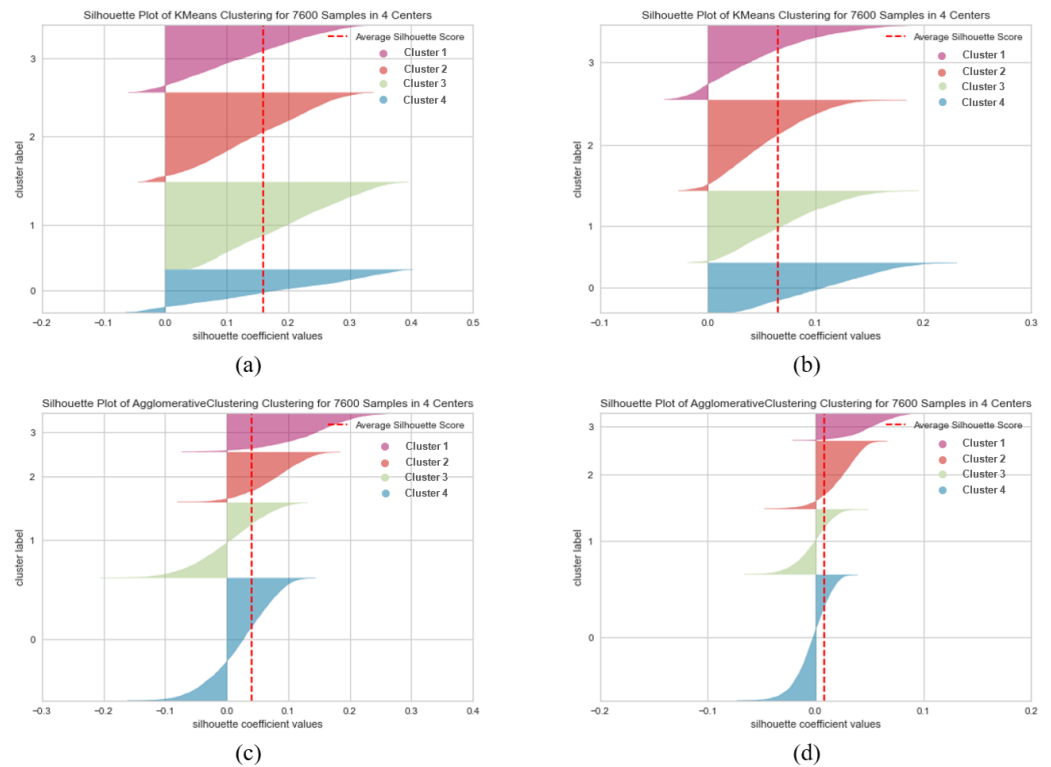 Silhouette Plot of KMeans Clustering for 7600 Samples in 4 Centers
Average Silhouette Score
Cluster 1
Cluster 2
Cluster 3
Cluster 4
cluster label
3
2
1
0
-0.2
-0.1
0.0
0.1
0.2
0.3
0.4
0.5
silhouette coefficient values
(a)
Silhouette Plot of KMeans Clustering for 7600 Samples in 4 Centers
Average Silhouette Score
Cluster 1
Cluster 2
Cluster 3
Cluster 4
cluster label
3
2
1
0
-0.1
0.0
0.1
0.2
0.3
silhouette coefficient values
(b)
Silhouette Plot of AgglomerativeClustering Clustering for 7600 Samples in 4 Centers
Average Silhouette Score
Cluster 1
Cluster 2
Cluster 3
Cluster 4
cluster label
3
2
1
0
-0.3
-0.2
-0.1
0.0
0.1
0.2
0.3
0.4
silhouette coefficient values
(c)
Silhouette Plot of AgglomerativeClustering Clustering for 7600 Samples in 4 Centers
Average Silhouette Score
Cluster 1
Cluster 2
Cluster 3
Cluster 4
cluster label
3
2
1
0
-0.2
-0.1
0.0
0.1
0.2
silhouette coefficient values
(d)